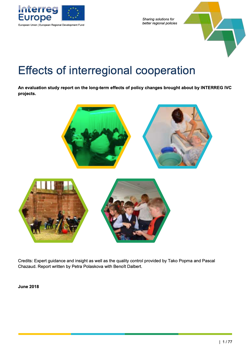 Interreg
Europe
European Union | European Regional Development Fund
Sharing solutions for
better regional policies
Effects of interregional cooperation
An evaluation study report on the long-term effects of policy changes brought about by INTERREG IVC
projects.
Credits: Expert guidance and insight as well as the quality control provided by Tako Popma and Pascal
Chazaud. Report written by Petra Polaskova with Benoît Dalbert.
June 2018
| 1 / 77